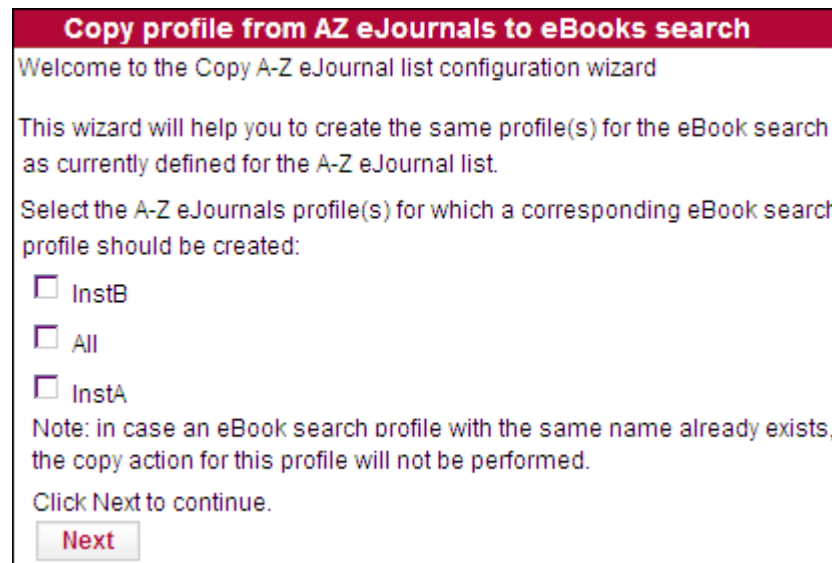 Copy profile from AZ eJournals to eBooks search
Welcome to the Copy A-Z eJournal list configuration wizard
This wizard will help you to create the same profile(s) for the eBook search
as currently defined for the A-Z eJournal list.
Select the A-Z eJournals profile(s) for which a corresponding eBook search
profile should be created:
InstB
All
InstA
Note: in case an eBook search profile with the same name already exists,
the copy action for this profile will not be performed.
Click Next to continue.
Next